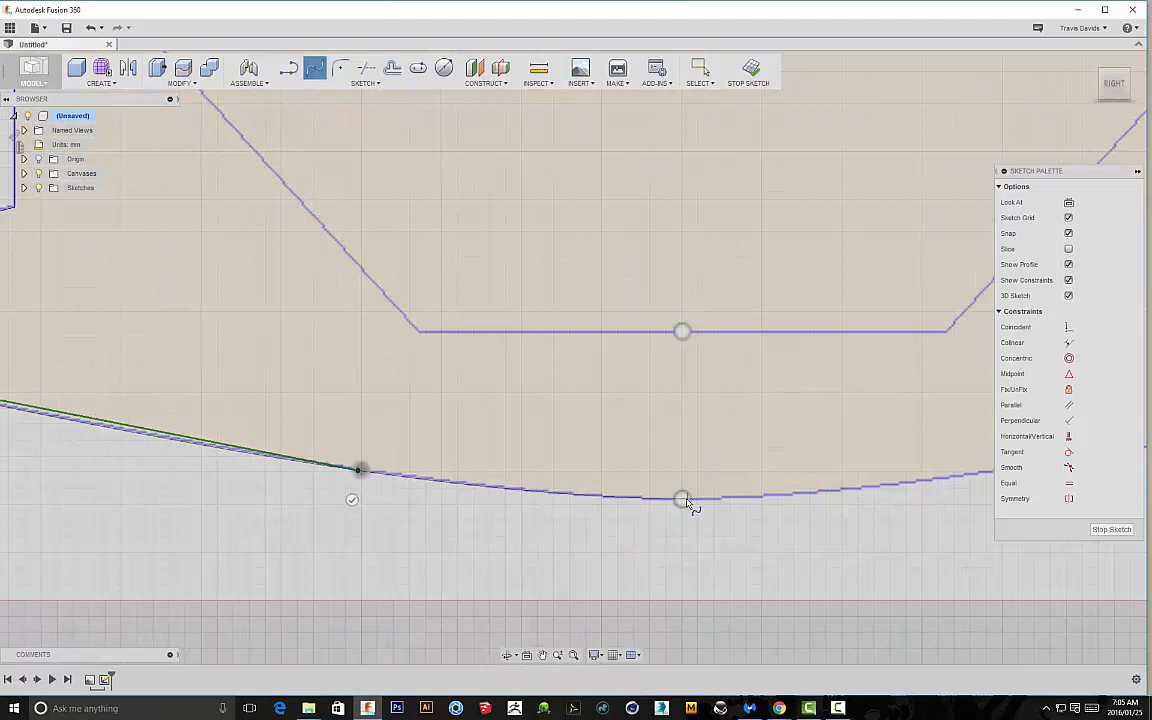 Autodesk Fusion 360
Travis Davids
Untitled*
MODEL
CREATE
MODIFY
ASSEMBLE
SKETCH
CONSTRUCT
INSPECT
INSERT
MAKE
ADD-INS
SELECT
STOP SKETCH
RIGHT
BROWSER
(Unsaved)
Named Views
Units: mm
Origin
Canvases
Sketches
SKETCH PALETTE
Options
Look At
Sketch Grid
Snap
Slice
Show Profile
Show Constraints
3D Sketch
Constraints
Coincident
Colinear
Concentric
Midpoint
Fix/UnFix
Parallel
Perpendicular
Horizontal/Vertical
Tangent
Smooth
Equal
Symmetry
Stop Sketch
COMMENTS
Ask me anything
7:05 AM
2016/01/25